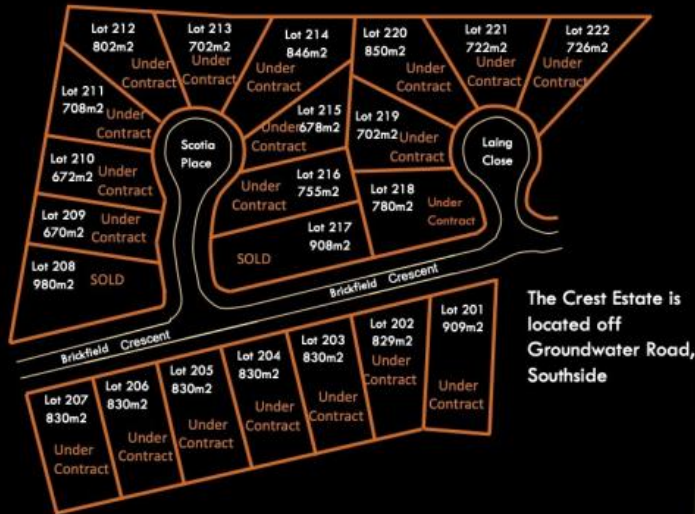 Lot 212
802m2
Under
Contract
Lot 213
702m2
Under
Contract
Lot 214
846m2
Under
Contract
Lot 220
850m2
Under
Contract
Lot 221
722m2
Under
Contract
Lot 222
726m2
Under
Contract
Lot 211
708m2
Under
Contract
Scotia
Place
Lot 215
678m2
Under
Contract
Lot 219
702m2
Under
Contract
Laing
Close
Lot 210
672m2
Under
Contract
Lot 216
755m2
Under
Contract
Lot 218
780m2
Under
Contract
Lot 209
670m2
Under
Contract
Lot 217
908m2
SOLD
Lot 208
980m2
SOLD
Brickfield Crescent
Brickfield Crescent
The Crest Estate is
located off
Groundwater Road,
Southside
Lot 207
830m2
Under
Contract
Lot 206
830m2
Under
Contract
Lot 205
830m2
Under
Contract
Lot 204
830m2
Under
Contract
Lot 203
830m2
Under
Contract
Lot 202
829m2
Under
Contract
Lot 201
909m2
Under
Contract